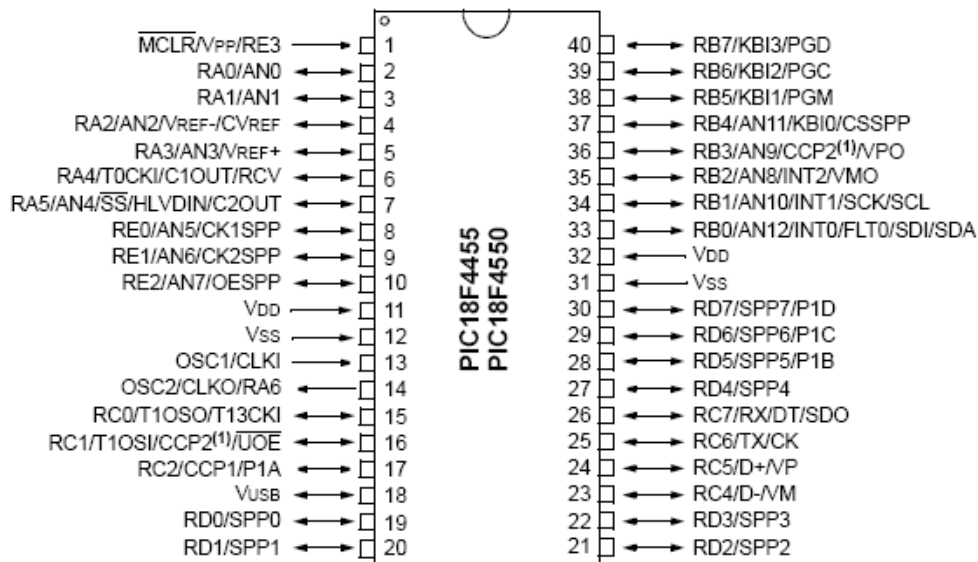 MCLR/VPP/RE3 1
RA0/AN0 2
RA1/AN1 3
RA2/AN2/VREF-/CVREF 4
RA3/AN3/VREF+ 5
RA4/T0CKI/C1OUT/RCV 6
RA5/AN4/SS/HLVDIN/C2OUT 7
RE0/AN5/CK1SPP 8
RE1/AN6/CK2SPP 9
RE2/AN7/OESPP 10
VDD 11
VSS 12
OSC1/CLKI 13
OSC2/CLKO/RA6 14
RC0/T1OSO/T13CKI 15
RC1/T1OSI/CCP2(1)/UOE 16
RC2/CCP1/P1A 17
VUSB 18
RD0/SPP0 19
RD1/SPP1 20
PIC18F4455
PIC18F4550
40 RB7/KBI3/PGD
39 RB6/KBI2/PGC
38 RB5/KBI1/PGM
37 RB4/AN11/KBI0/CSSPP
36 RB3/AN9/CCP2(1)/VPO
35 RB2/AN8/INT2/VMO
34 RB1/AN10/INT1/SCK/SCL
33 RB0/AN12/INT0/FLT0/SDI/SDA
32 VDD
31 VSS
30 RD7/SPP7/P1D
29 RD6/SPP6/P1C
28 RD5/SPP5/P1B
27 RD4/SPP4
26 RC7/RX/DT/SDO
25 RC6/TX/CK
24 RC5/D+/VP
23 RC4/D-/VM
22 RD3/SPP3
21 RD2/SPP2